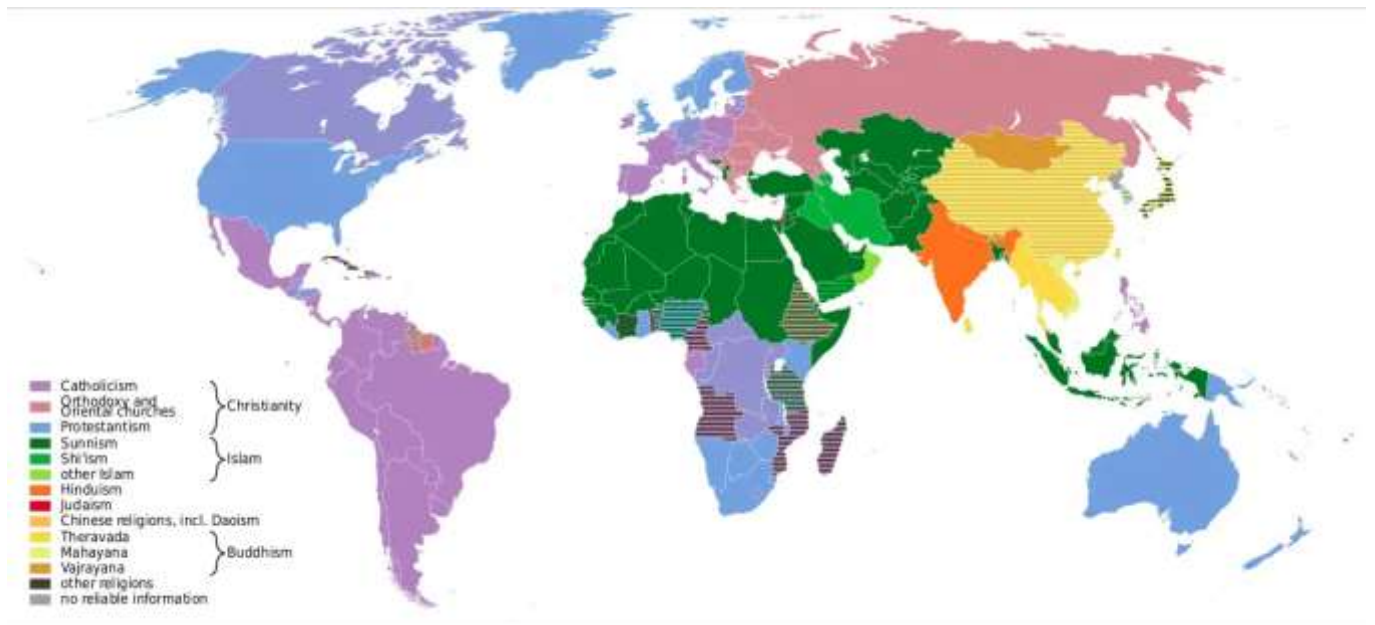 Catholicism
Orthodoxy and
Oriental churches
Christianity
Protestantism
Sunnism
Shi'ism
Islam
other Islam
Hinduism
Judaism
Chinese religions, incl. Daoism
Theravada
Mahayana
Buddhism
Vajrayana
other religions
no reliable information